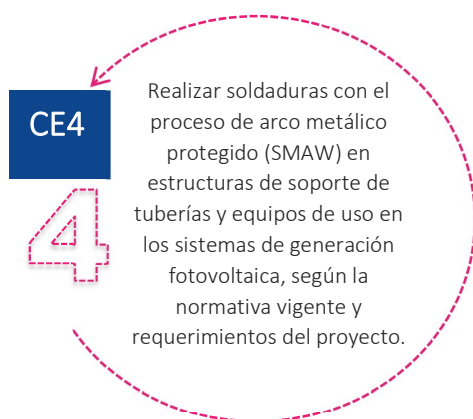 CE4
4
Realizar soldaduras con el
proceso de arco metálico
protegido (SMAW) en
estructuras de soporte de
tuberías y equipos de uso en
los sistemas de generación
fotovoltaica, según la
normativa vigente y
requerimientos del proyecto.